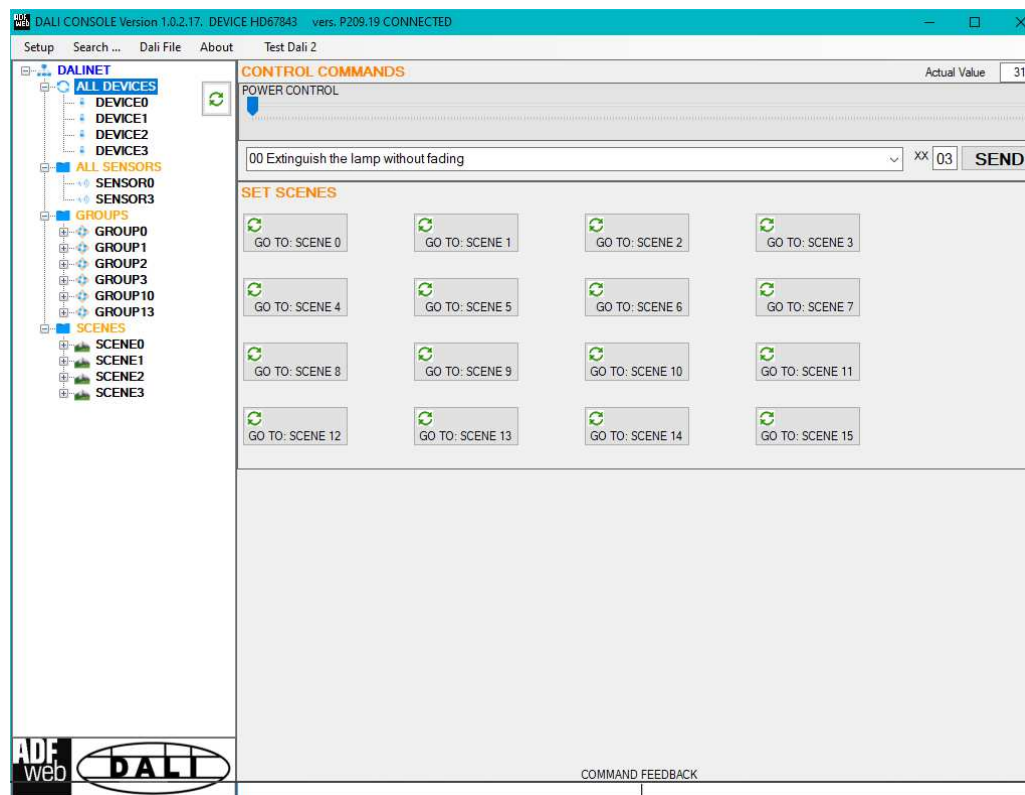 DALI CONSOLE Version 1.0.2.17. DEVICE HD67843 vers. P209.19 CONNECTED
Setup Search ... Dali File About Test Dali 2
DALINET
ALL DEVICES
DEVICE0
DEVICE1
DEVICE2
DEVICE3
ALL SENSORS
SENSOR0
SENSOR3
GROUPS
GROUP0
GROUP1
GROUP2
GROUP3
GROUP10
GROUP13
SCENES
SCENE0
SCENE1
SCENE2
SCENE3
CONTROL COMMANDS
Actual Value 31
POWER CONTROL
00 Extinguish the lamp without fading
XX 03 SEND
SET SCENES
GO TO: SCENE 0
GO TO: SCENE 1
GO TO: SCENE 2
GO TO: SCENE 3
GO TO: SCENE 4
GO TO: SCENE 5
GO TO: SCENE 6
GO TO: SCENE 7
GO TO: SCENE 8
GO TO: SCENE 9
GO TO: SCENE 10
GO TO: SCENE 11
GO TO: SCENE 12
GO TO: SCENE 13
GO TO: SCENE 14
GO TO: SCENE 15
ADF
web
DALI
COMMAND FEEDBACK